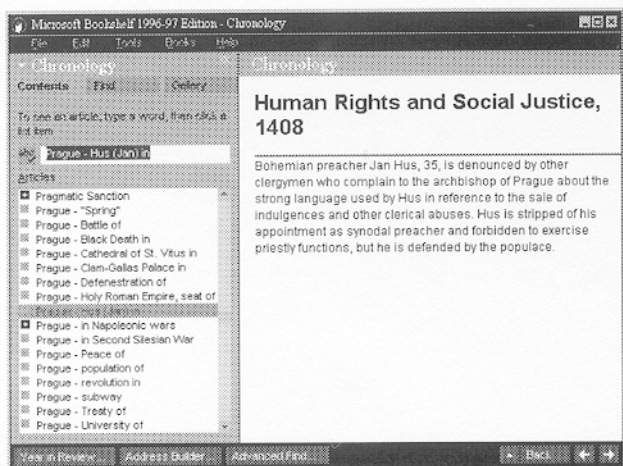 Microsoft Bookshelf 1996-97 Edition - Chronology
File Edit Tools Books Help
Chronology
Contents Find Gallery
To see an article, type a word, then click a
list item
Prague - Hus (Jan) in
Articles
Pragmatic Sanction
Prague - "Spring"
Prague - Battle of
Prague - Black Death in
Prague - Cathedral of St. Vitus in
Prague - Clam-Gallas Palace in
Prague - Defenestration of
Prague - Holy Roman Empire, seat of
Prague - Hus (Jan) in
Prague - in Napoleonic wars
Prague - in Second Silesian War
Prague - Peace of
Prague - population of
Prague - revolution in
Prague - subway
Prague - Treaty of
Prague - University of
Chronology
Human Rights and Social Justice,
1408
Bohemian preacher Jan Hus, 35, is denounced by other
clergymen who complain to the archbishop of Prague about the
strong language used by Hus in reference to the sale of
indulgences and other clerical abuses. Hus is stripped of his
appointment as synodal preacher and forbidden to exercise
priestly functions, but he is defended by the populace.
Year in Review... Address Builder... Advanced Find... Back